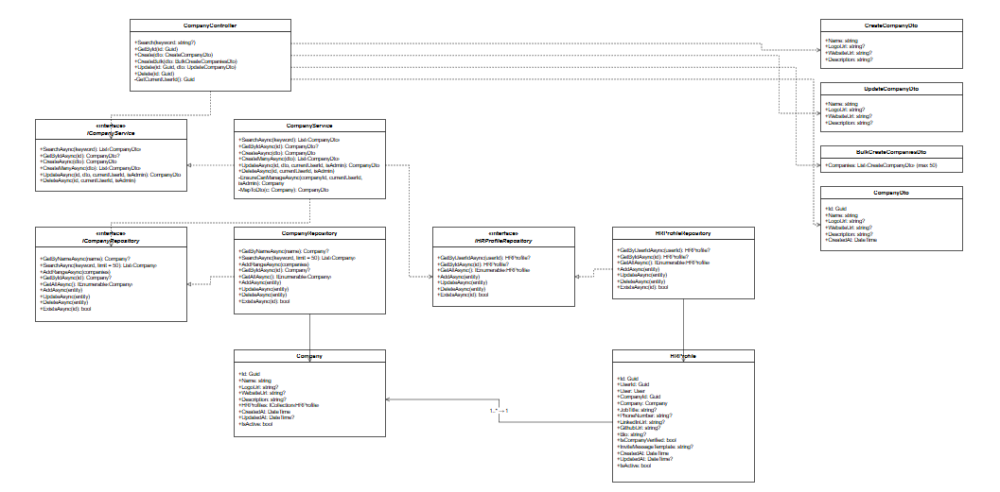 CompanyController
+Search(keyword: string?)
+GetById(id: Guid)
+Create(dto: CreateCompanyDto)
+CreateBulk(dto: BulkCreateCompaniesDto)
+Update(id: Guid, dto: UpdateCompanyDto)
+Delete(id: Guid)
-GetCurrentUserId(): Guid
CreateCompanyDto
+Name: string
+LogoUrl: string?
+WebsiteUrl: string?
+Description: string?
UpdateCompanyDto
+Name: string
+LogoUrl: string?
+WebsiteUrl: string?
+Description: string?
BulkCreateCompaniesDto
+Companies: List<CreateCompanyDto> (max 50)
CompanyDto
+Id: Guid
+Name: string
+LogoUrl: string?
+WebsiteUrl: string?
+Description: string?
+CreatedAt: DateTime
«interface»
ICompanyService
+SearchAsync(keyword): List<CompanyDto>
+GetByIdAsync(id): CompanyDto?
+CreateAsync(dto): CompanyDto
+CreateManyAsync(dto): List<CompanyDto>
+UpdateAsync(id, dto, currentUserId, isAdmin): CompanyDto
+DeleteAsync(id, currentUserId, isAdmin)
CompanyService
+SearchAsync(keyword): List<CompanyDto>
+GetByIdAsync(id): CompanyDto?
+CreateAsync(dto): CompanyDto
+CreateManyAsync(dto): List<CompanyDto>
+UpdateAsync(id, dto, currentUserId, isAdmin): CompanyDto
+DeleteAsync(id, currentUserId, isAdmin)
-EnsureCanManageAsync(companyId, currentUserId,
isAdmin): Company
-MapToDto(c: Company): CompanyDto
«interface»
ICompanyRepository
+GetByNameAsync(name): Company?
+SearchAsync(keyword, limit = 50): List<Company>
+AddRangeAsync(companies)
+GetByIdAsync(id): Company?
+GetAllAsync(): IEnumerable<Company>
+AddAsync(entity)
+UpdateAsync(entity)
+DeleteAsync(entity)
+ExistsAsync(id): bool
CompanyRepository
+GetByNameAsync(name): Company?
+SearchAsync(keyword, limit = 50): List<Company>
+AddRangeAsync(companies)
+GetByIdAsync(id): Company?
+GetAllAsync(): IEnumerable<Company>
+AddAsync(entity)
+UpdateAsync(entity)
+DeleteAsync(entity)
+ExistsAsync(id): bool
«interface»
IHRProfileRepository
+GetByUserIdAsync(userId): HRProfile?
+GetByIdAsync(id): HRProfile?
+GetAllAsync(): IEnumerable<HRProfile>
+AddAsync(entity)
+UpdateAsync(entity)
+DeleteAsync(entity)
+ExistsAsync(id): bool
HRProfileRepository
+GetByUserIdAsync(userId): HRProfile?
+GetByIdAsync(id): HRProfile?
+GetAllAsync(): IEnumerable<HRProfile>
+AddAsync(entity)
+UpdateAsync(entity)
+DeleteAsync(entity)
+ExistsAsync(id): bool
Company
+Id: Guid
+Name: string
+LogoUrl: string?
+WebsiteUrl: string?
+Description: string?
+HRProfiles: ICollection<HRProfile>
+CreatedAt: DateTime
+UpdatedAt: DateTime?
+IsActive: bool
1..* → 1
HRProfile
+Id: Guid
+UserId: Guid
+User: User
+CompanyId: Guid
+Company: Company
+JobTitle: string?
+PhoneNumber: string?
+LinkedInUrl: string?
+GithubUrl: string?
+Bio: string?
+IsCompanyVerified: bool
+InviteMessageTemplate: string?
+CreatedAt: DateTime
+UpdatedAt: DateTime?
+IsActive: bool